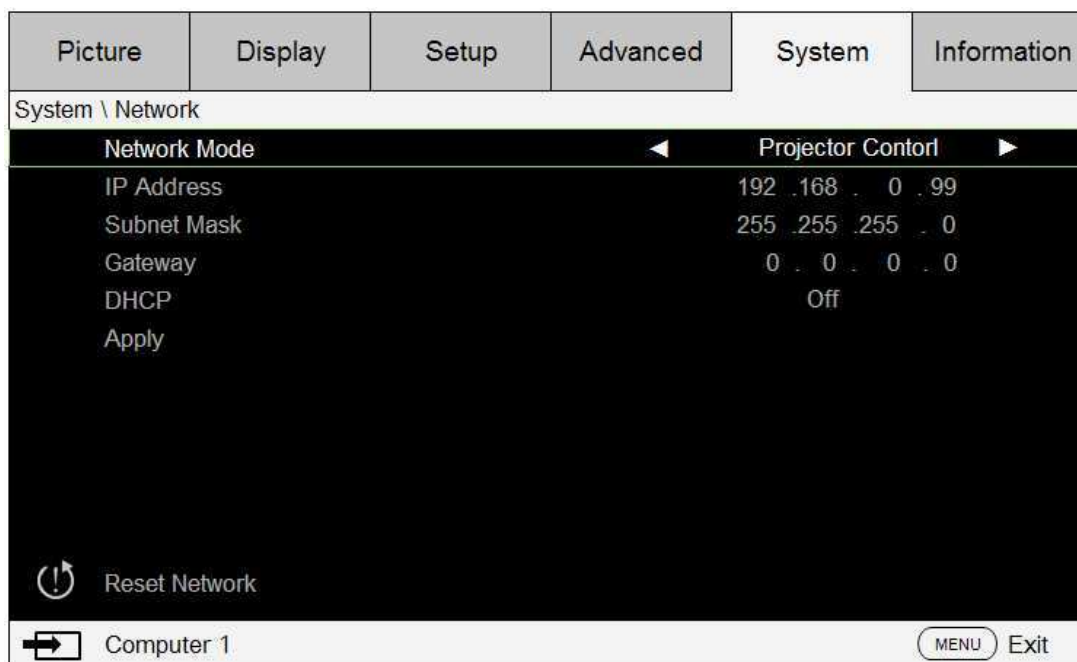 Picture Display Setup Advanced System Information
System \ Network
Network Mode ◀ Projector Contorl ▶
IP Address 192 .168 . 0 . 99
Subnet Mask 255 .255 .255 . 0
Gateway 0 . 0 . 0 . 0
DHCP Off
Apply
Reset Network
Computer 1 MENU Exit